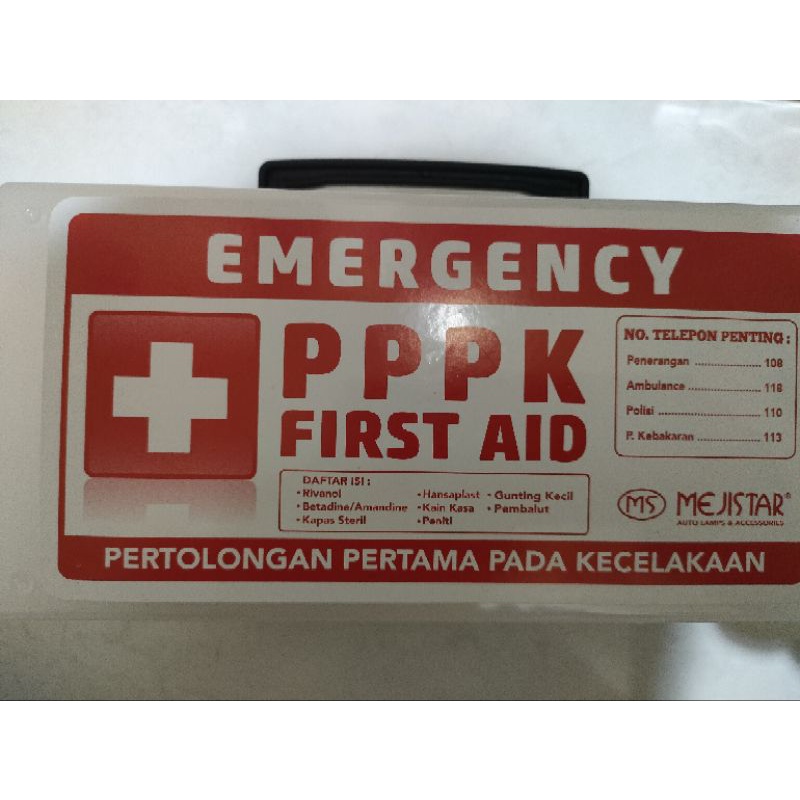 EMERGENCY
PPPK
FIRST AID
NO. TELEPON PENTING :
Penerangan ..................... 108
Ambulance ..................... 118
Polisi ............................... 110
P. Kebakaran ................... 113
DAFTAR ISI :
• Rivanol
• Betadine/Amandine
• Kapas Steril
• Hansaplast
• Kain Kasa
• Peniti
• Gunting Kecil
• Pembalut
MS MEJISTAR®
AUTO LAMPS & ACCESSORIES
PERTOLONGAN PERTAMA PADA KECELAKAAN